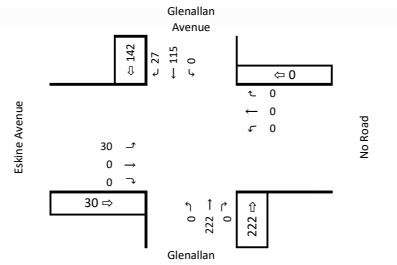 Glenallan
Avenue
⇩ 142
27 115 0
↲ ↓ ↳
⇦ 0
↰ 0
← 0
↰ 0
Eskine Avenue
No Road
30 ⮥
0 →
0 ⮧
30 ⇨
↰ ↑ ↱
0 222 0
222 ⇧
Glenallan